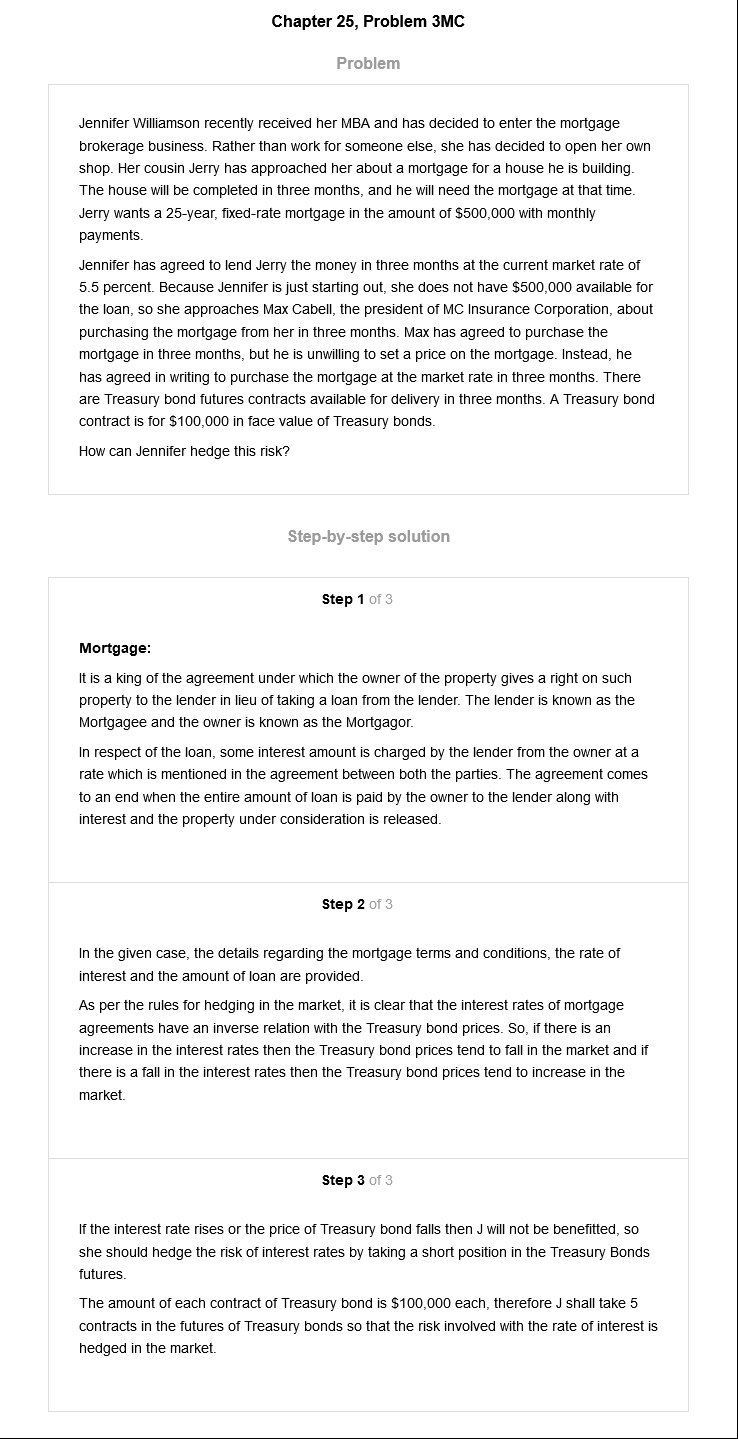 Chapter 25, Problem 3MC
Problem
Jennifer Williamson recently received her MBA and has decided to enter the mortgage
brokerage business. Rather than work for someone else, she has decided to open her own
shop. Her cousin Jerry has approached her about a mortgage for a house he is building.
The house will be completed in three months, and he will need the mortgage at that time.
Jerry wants a 25-year, fixed-rate mortgage in the amount of $500,000 with monthly
payments.
Jennifer has agreed to lend Jerry the money in three months at the current market rate of
5.5 percent. Because Jennifer is just starting out, she does not have $500,000 available for
the loan, so she approaches Max Cabell, the president of MC Insurance Corporation, about
purchasing the mortgage from her in three months. Max has agreed to purchase the
mortgage in three months, but he is unwilling to set a price on the mortgage. Instead, he
has agreed in writing to purchase the mortgage at the market rate in three months. There
are Treasury bond futures contracts available for delivery in three months. A Treasury bond
contract is for $100,000 in face value of Treasury bonds.
How can Jennifer hedge this risk?
Step-by-step solution
Step 1 of 3
Mortgage:
It is a king of the agreement under which the owner of the property gives a right on such
property to the lender in lieu of taking a loan from the lender. The lender is known as the
Mortgagee and the owner is known as the Mortgagor.
In respect of the loan, some interest amount is charged by the lender from the owner at a
rate which is mentioned in the agreement between both the parties. The agreement comes
to an end when the entire amount of loan is paid by the owner to the lender along with
interest and the property under consideration is released.
Step 2 of 3
In the given case, the details regarding the mortgage terms and conditions, the rate of
interest and the amount of loan are provided.
As per the rules for hedging in the market, it is clear that the interest rates of mortgage
agreements have an inverse relation with the Treasury bond prices. So, if there is an
increase in the interest rates then the Treasury bond prices tend to fall in the market and if
there is a fall in the interest rates then the Treasury bond prices tend to increase in the
market.
Step 3 of 3
If the interest rate rises or the price of Treasury bond falls then J will not be benefitted, so
she should hedge the risk of interest rates by taking a short position in the Treasury Bonds
futures.
The amount of each contract of Treasury bond is $100,000 each, therefore J shall take 5
contracts in the futures of Treasury bonds so that the risk involved with the rate of interest is
hedged in the market.